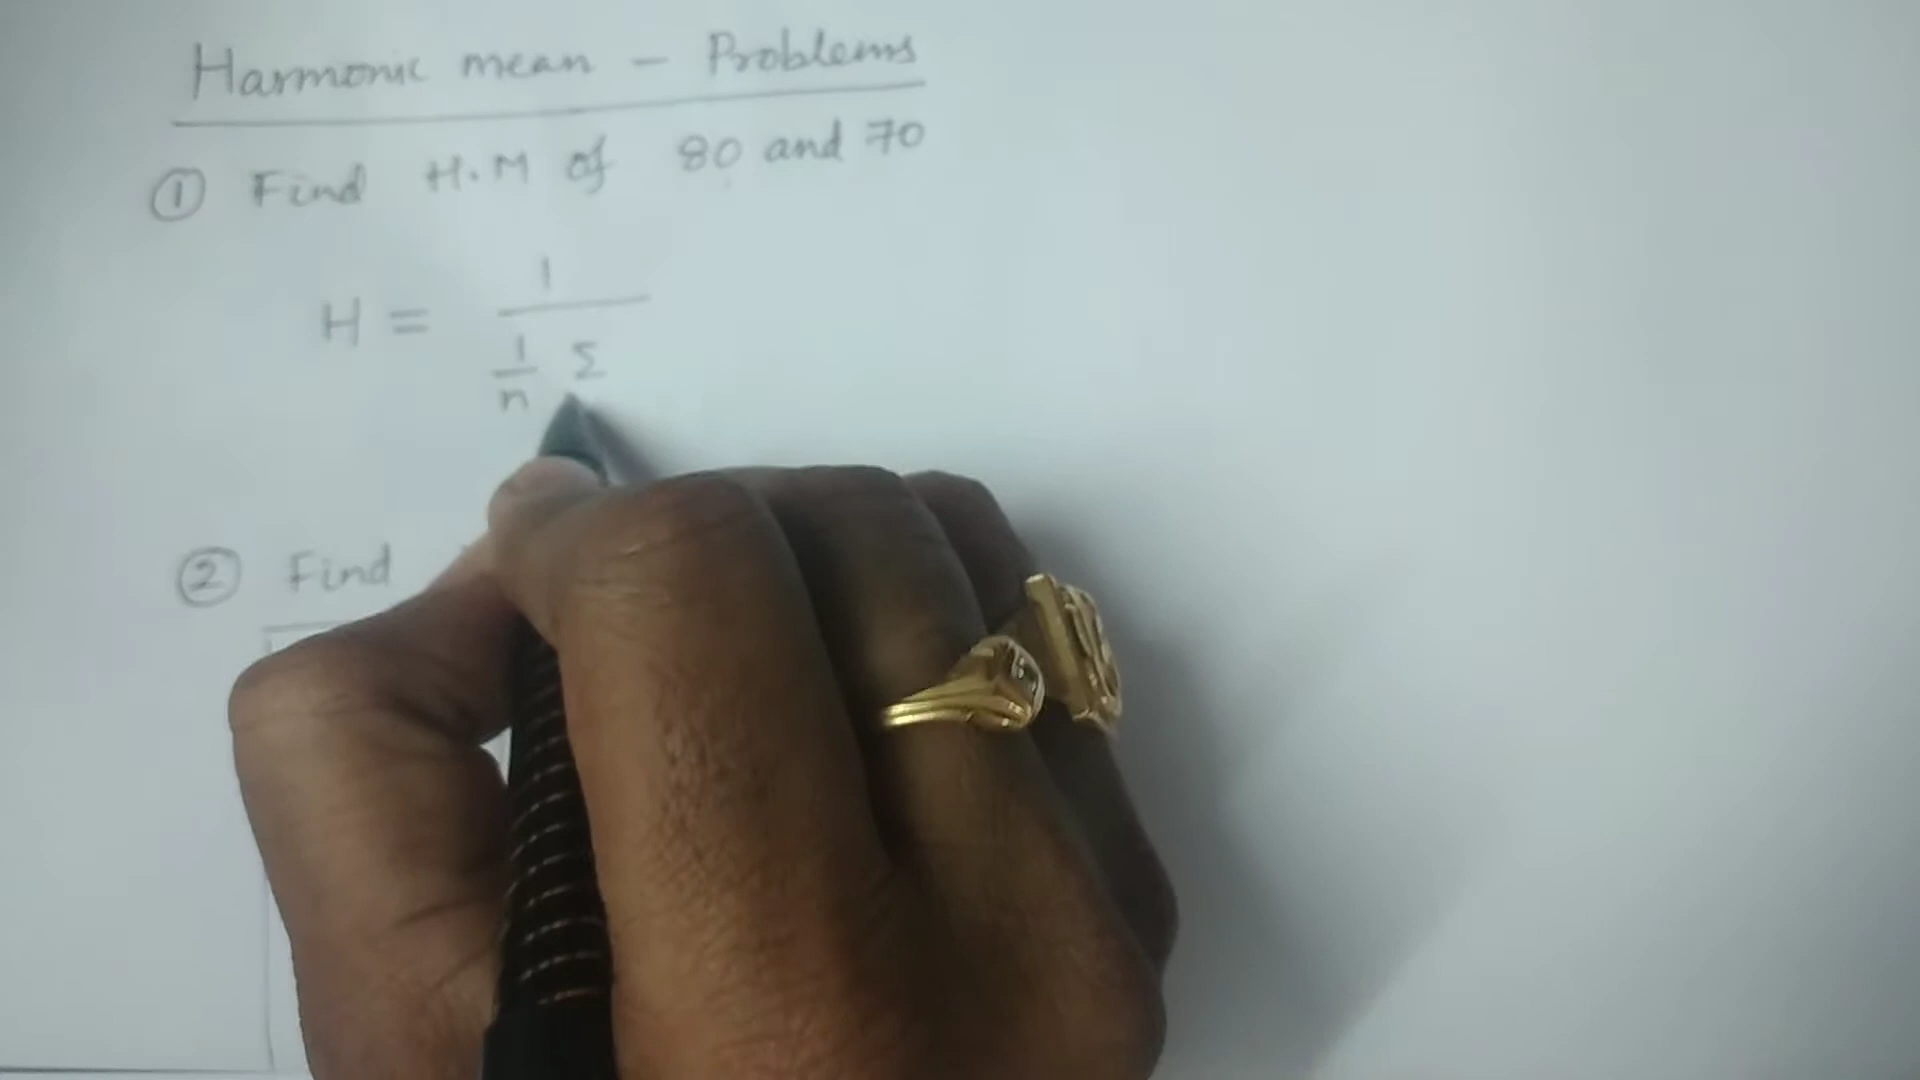 Harmonic mean - Problems
① Find H.M of 80 and 70
H = 1
1/n Σ
② Find